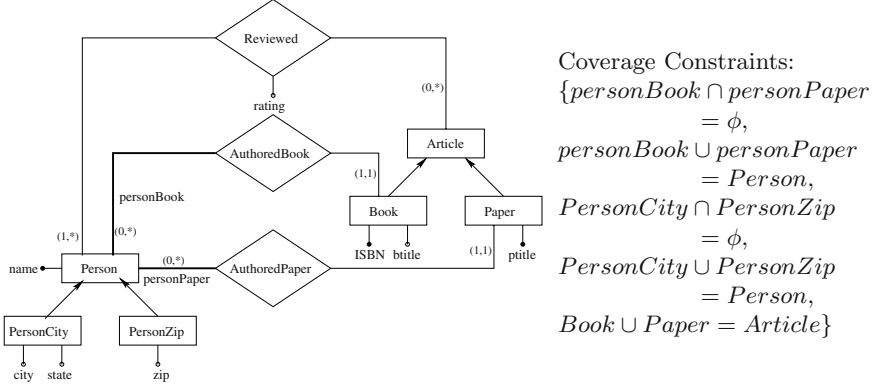 Reviewed
(0,*)
rating
Article
AuthoredBook
(1,1)
personBook
Book
Paper
(1,*)
(0,*)
ISBN btitle
(1,1)
ptitle
name
Person
(0,*)
personPaper
AuthoredPaper
PersonCity
PersonZip
city
state
zip
Coverage Constraints:
{personBook ∩ personPaper
= ϕ,
personBook ∪ personPaper
= Person,
PersonCity ∩ PersonZip
= ϕ,
PersonCity ∪ PersonZip
= Person,
Book ∪ Paper = Article}